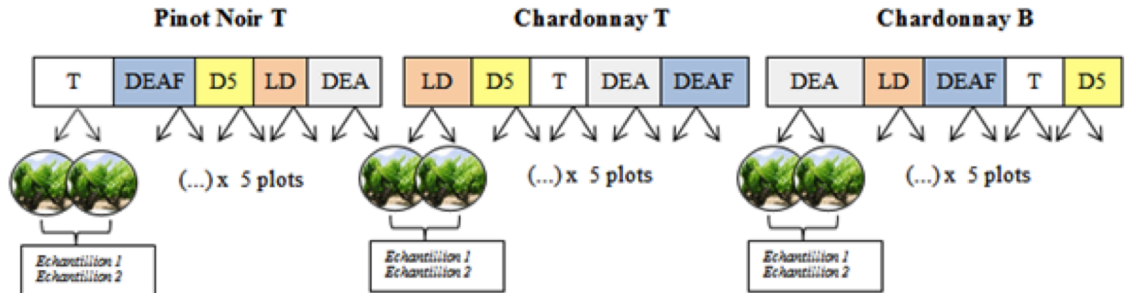 Pinot Noir T
T DEAF D5 LD DEA
(...) x 5 plots
Echantillion 1
Echantillion 2
Chardonnay T
LD D5 T DEA DEAF
(...) x 5 plots
Echantillion 1
Echantillion 2
Chardonnay B
DEA LD DEAF T D5
(...) x 5 plots
Echantillion 1
Echantillion 2